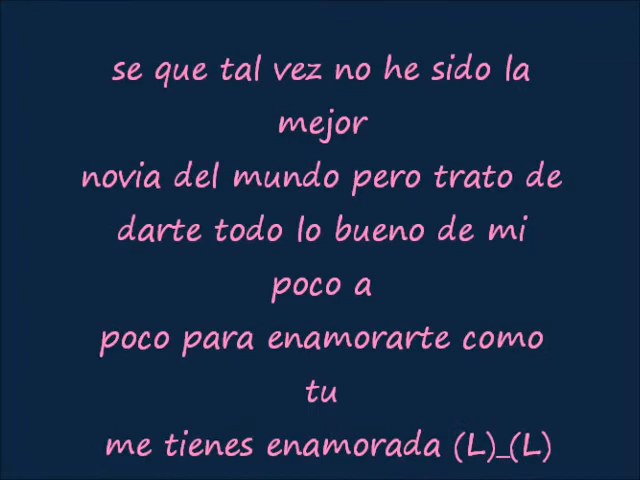 se que tal vez no he sido la
mejor
novia del mundo pero trato de
darte todo lo bueno de mi
poco a
poco para enamorarte como
tu
me tienes enamorada (L)_(L)